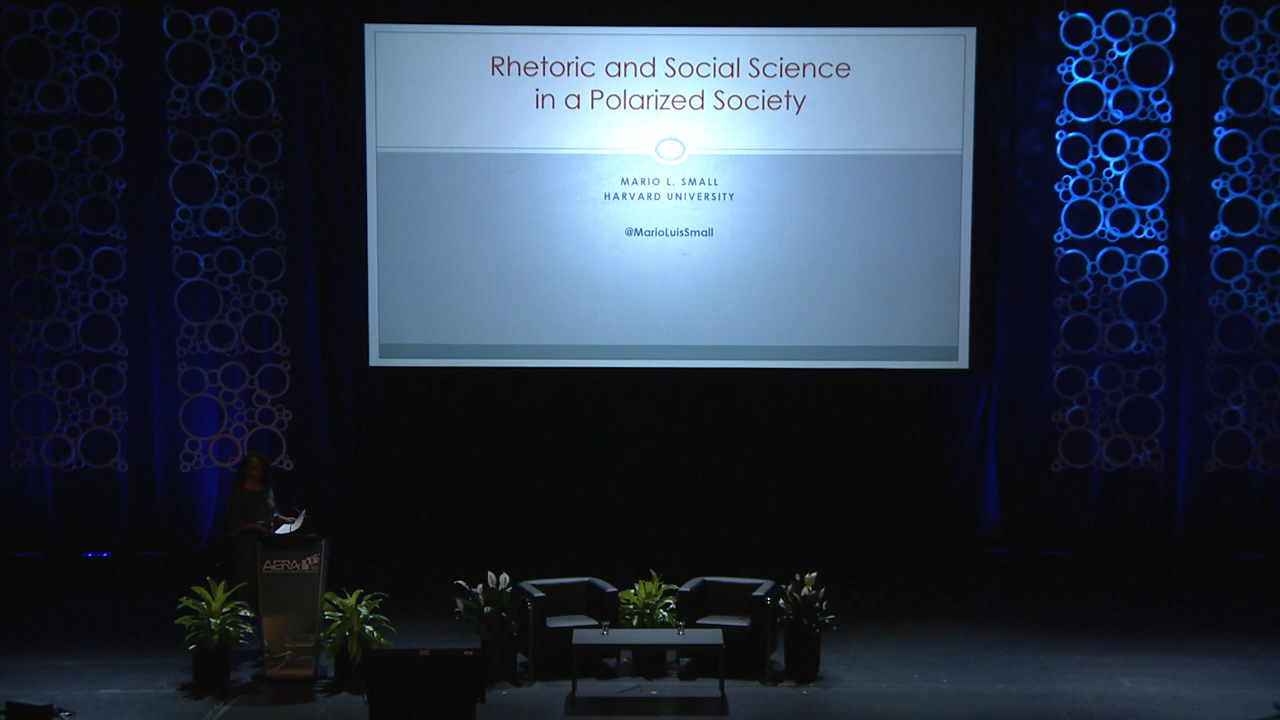 Rhetoric and Social Science
in a Polarized Society
MARIO L. SMALL
HARVARD UNIVERSITY
@MarioLuisSmall
AERA